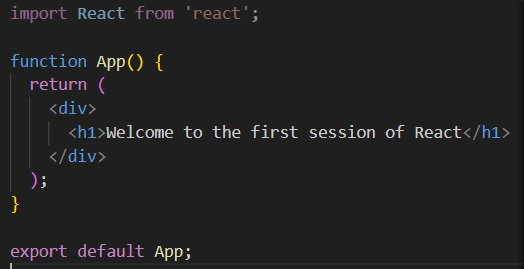 import React from 'react';

function App() {
  return (
    <div>
      <h1>Welcome to the first session of React</h1>
    </div>
  );
}

export default App;